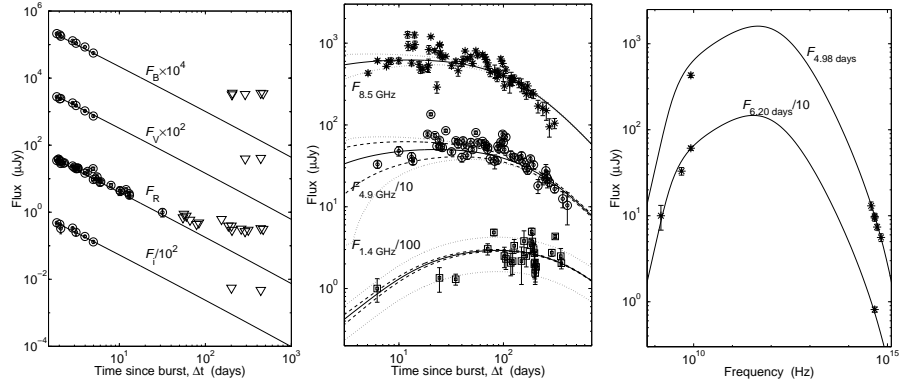 Flux (μJy)
10^6
10^4
10^2
10^0
10^−2
10^−4
F_B×10^4
F_V×10^2
F_R
F_I/10^2
10^1
10^2
10^3
Time since burst, Δt (days)
Flux (μJy)
10^3
10^2
10^1
10^0
F_8.5 GHz
F_4.9 GHz/10
F_1.4 GHz/100
10^1
10^2
Time since burst, Δt (days)
Flux (μJy)
10^3
10^2
10^1
10^0
F_4.98 days
F_6.20 days/10
10^10
10^15
Frequency (Hz)